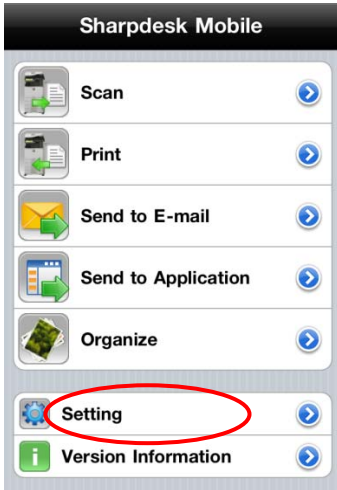 Sharpdesk Mobile
Scan
Print
Send to E-mail
Send to Application
Organize
Setting
Version Information